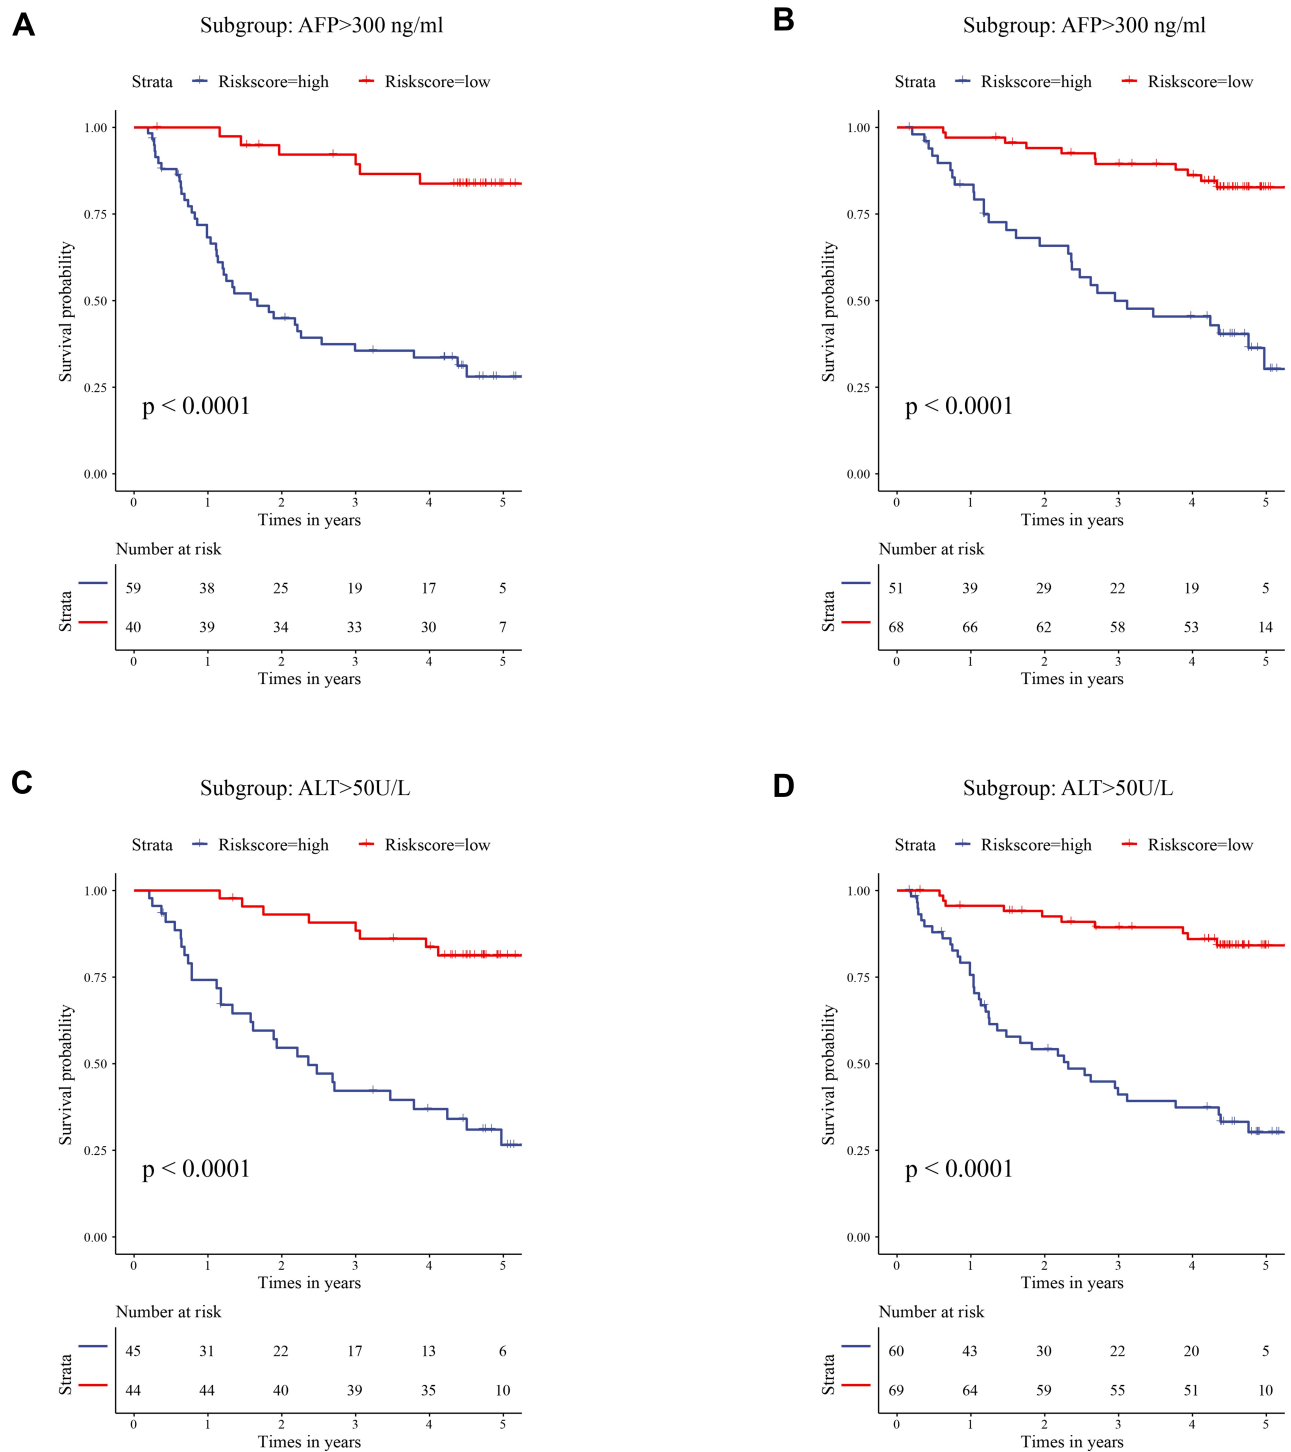 A
Subgroup: AFP>300 ng/ml
Strata Riskscore=high Riskscore=low
Survival probability
1.00
0.75
0.50
0.25
0.00
p < 0.0001
0 1 2 3 4 5
Times in years
Number at risk
Strata
59 38 25 19 17 5
40 39 34 33 30 7
0 1 2 3 4 5
Times in years
B
Subgroup: AFP>300 ng/ml
Strata Riskscore=high Riskscore=low
Survival probability
1.00
0.75
0.50
0.25
0.00
p < 0.0001
0 1 2 3 4 5
Times in years
Number at risk
Strata
51 39 29 22 19 5
68 66 62 58 53 14
0 1 2 3 4 5
Times in years
C
Subgroup: ALT>50U/L
Strata Riskscore=high Riskscore=low
Survival probability
1.00
0.75
0.50
0.25
0.00
p < 0.0001
0 1 2 3 4 5
Times in years
Number at risk
Strata
45 31 22 17 13 6
44 44 40 39 35 10
0 1 2 3 4 5
Times in years
D
Subgroup: ALT>50U/L
Strata Riskscore=high Riskscore=low
Survival probability
1.00
0.75
0.50
0.25
0.00
p < 0.0001
0 1 2 3 4 5
Times in years
Number at risk
Strata
60 43 30 22 20 5
69 64 59 55 51 10
0 1 2 3 4 5
Times in years